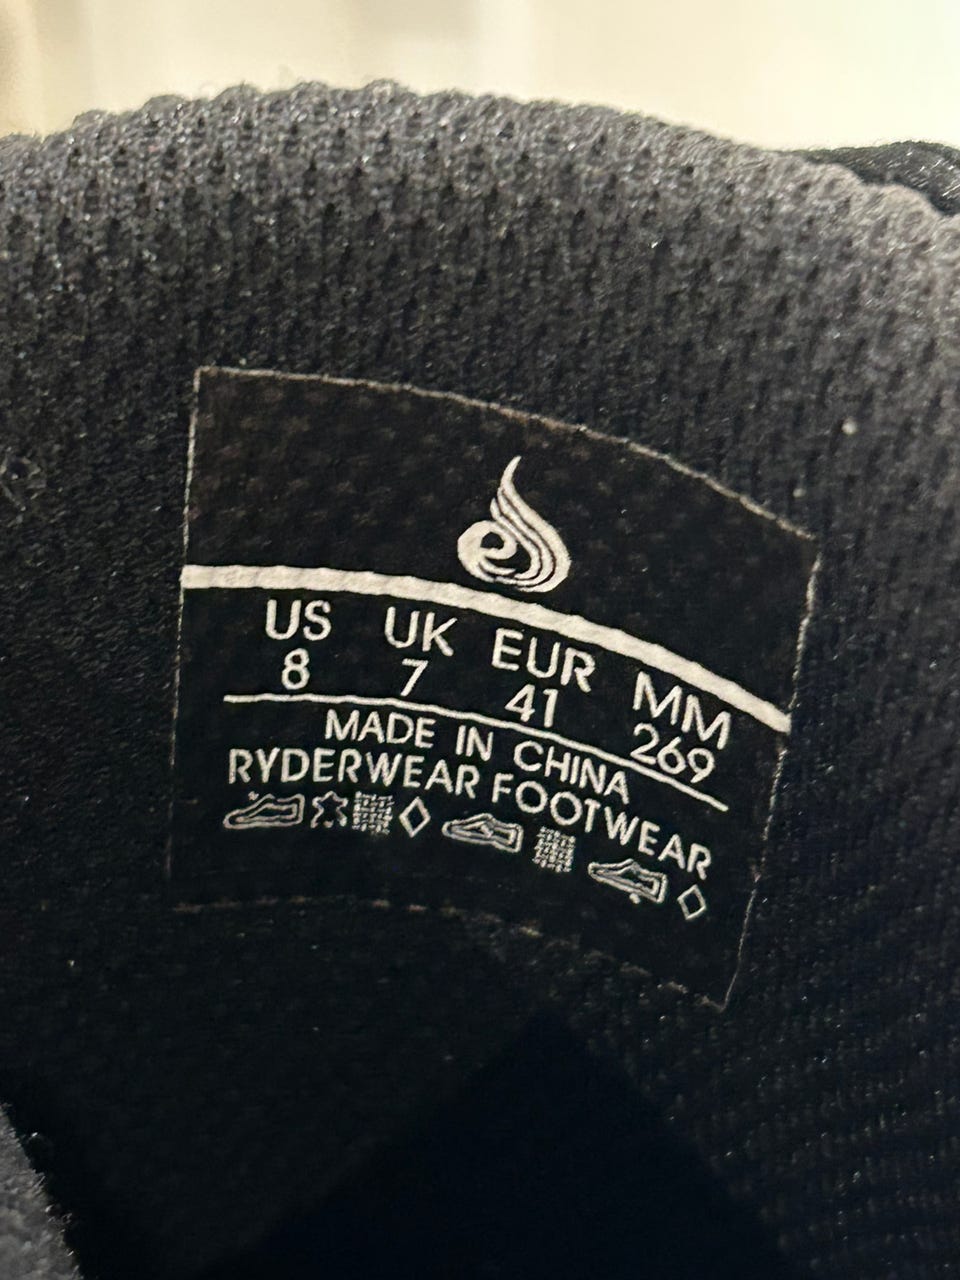 US UK EUR MM
8 7 41 269
MADE IN CHINA
RYDERWEAR FOOTWEAR